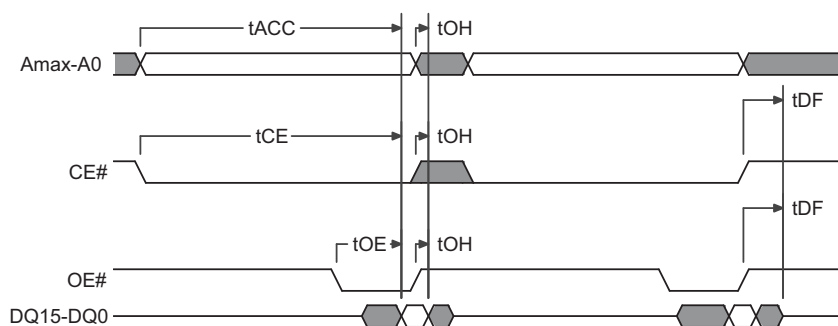 tACC tOH
Amax-A0
tDF
tCE tOH
CE#
tDF
tOE tOH
OE#
DQ15-DQ0